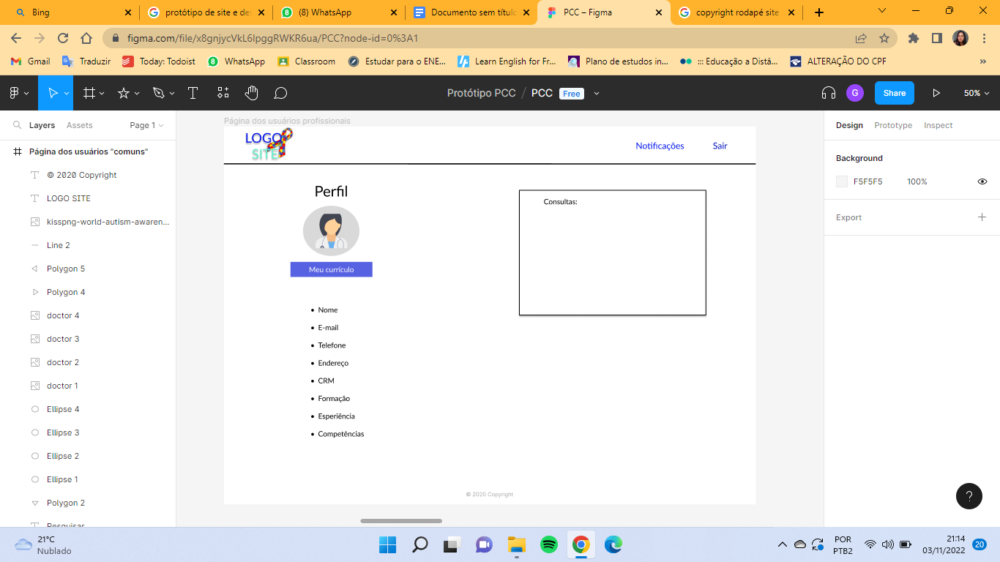 Bing
protótipo de site e des
(8) WhatsApp
Documento sem título
PCC – Figma
copyright rodapé site
figma.com/file/x8gnjycVkL6IpggRWKR6ua/PCC?node-id=0%3A1
Gmail
Traduzir
Today: Todoist
8
WhatsApp
Classroom
Estudar para o ENE...
Learn English for Fr...
Plano de estudos in...
::: Educação a Distâ...
ALTERAÇÃO DO CPF
»
Protótipo PCC / PCC Free
G
Share
50%
Layers
Assets
Page 1
Página dos usuários "comuns"
© 2020 Copyright
LOGO SITE
kisspng-world-autism-awaren...
Line 2
Polygon 5
Polygon 4
doctor 4
doctor 3
doctor 2
doctor 1
Ellipse 4
Ellipse 3
Ellipse 2
Ellipse 1
Polygon 2
Pesquisar
Página dos usuários profissionais
LOGO
SITE
Notificações
Sair
Perfil
Meu currículo
• Nome
• E-mail
• Telefone
• Endereço
• CRM
• Formação
• Esperiência
• Competências
Consultas:
© 2020 Copyright
Design
Prototype
Inspect
Background
F5F5F5
100%
Export
?
21°C
Nublado
POR
PTB2
21:14
03/11/2022
20